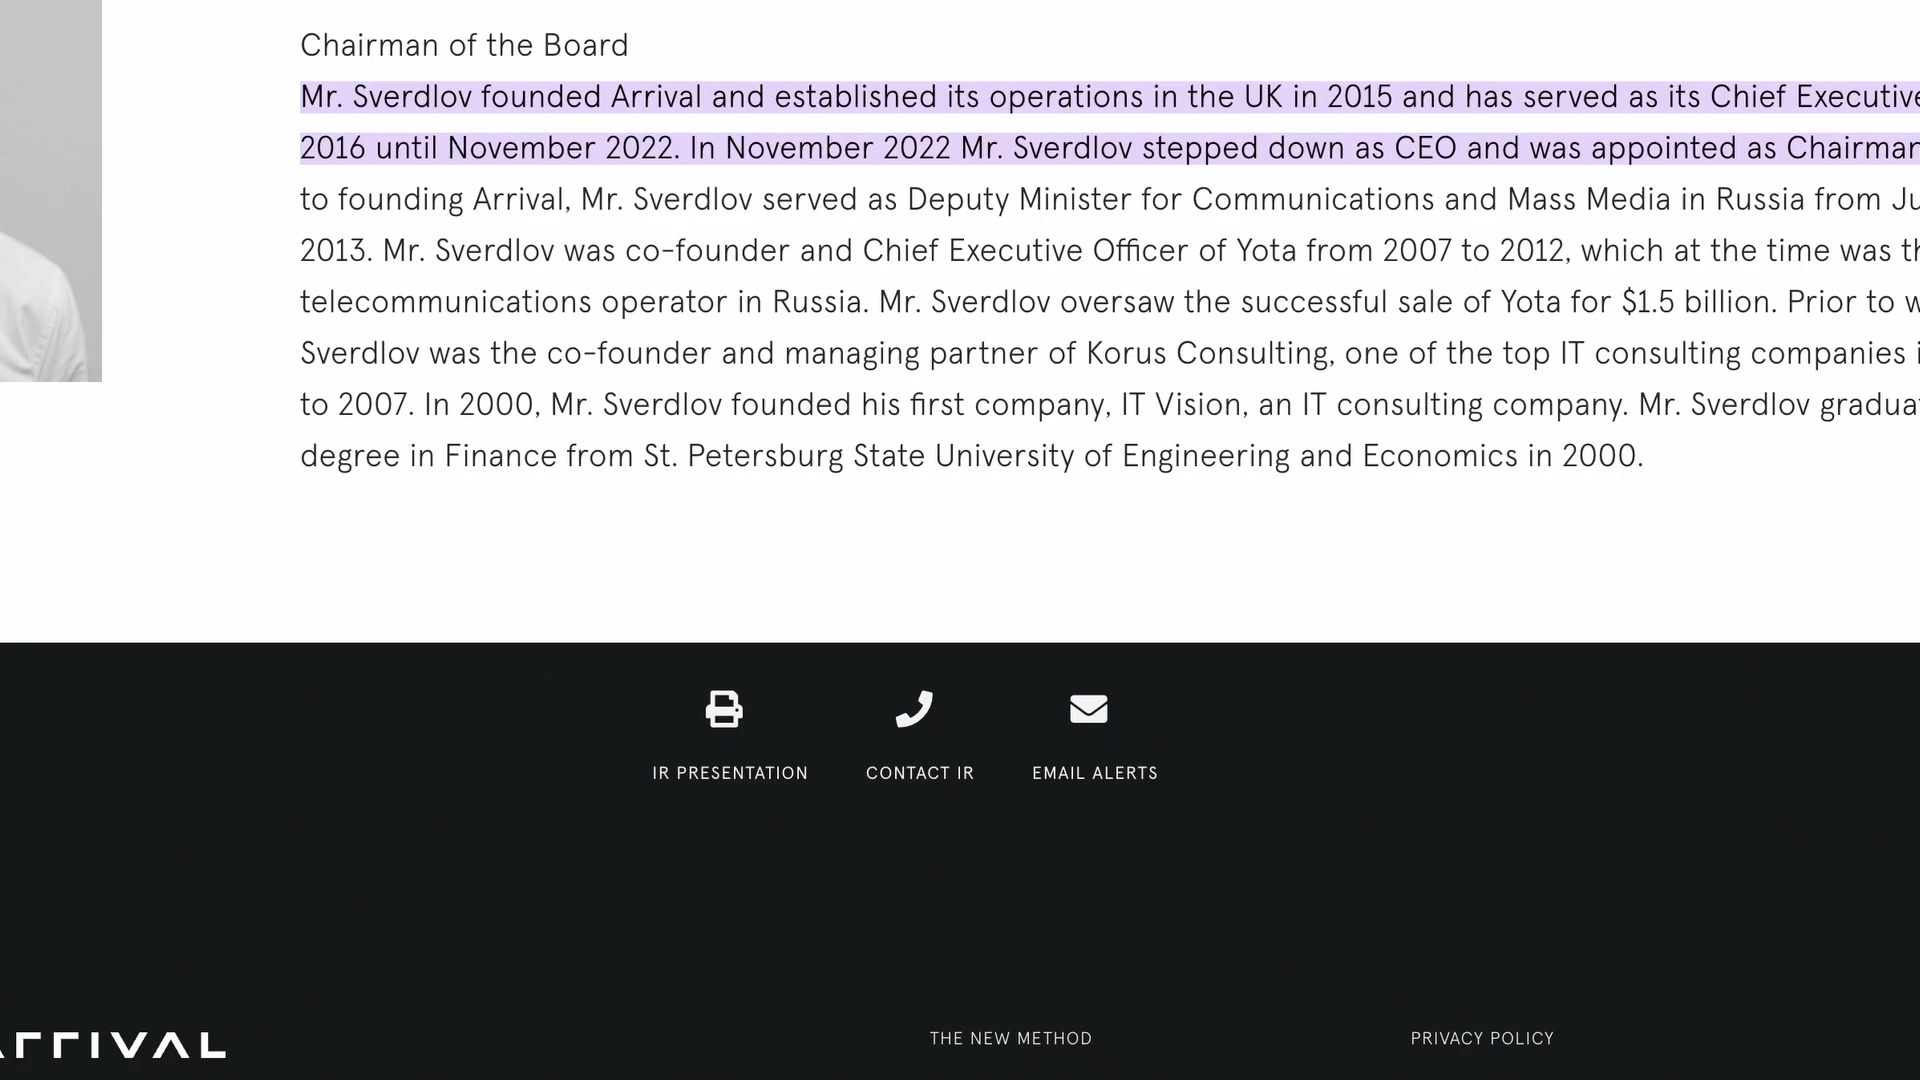 Chairman of the Board
Mr. Sverdlov founded Arrival and established its operations in the UK in 2015 and has served as its Chief Executive
2016 until November 2022. In November 2022 Mr. Sverdlov stepped down as CEO and was appointed as Chairman
to founding Arrival, Mr. Sverdlov served as Deputy Minister for Communications and Mass Media in Russia from
2013. Mr. Sverdlov was co-founder and Chief Executive Officer of Yota from 2007 to 2012, which at the time was
telecommunications operator in Russia. Mr. Sverdlov oversaw the successful sale of Yota for $1.5 billion. Prior to
Sverdlov was the co-founder and managing partner of Korus Consulting, one of the top IT consulting companies
to 2007. In 2000, Mr. Sverdlov founded his first company, IT Vision, an IT consulting company. Mr. Sverdlov
degree in Finance from St. Petersburg State University of Engineering and Economics in 2000.
IR PRESENTATION
CONTACT IR
EMAIL ALERTS
ARRIVAL
THE NEW METHOD
PRIVACY POLICY